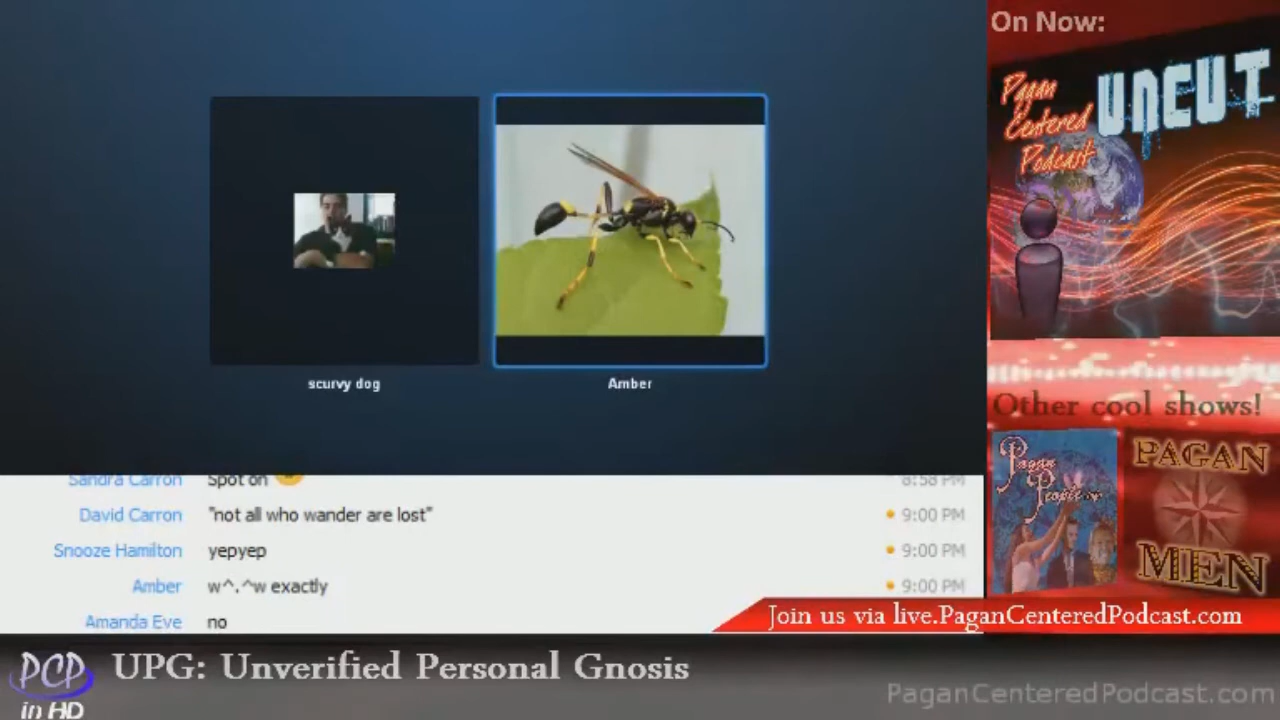 On Now:
Pagan
Centered
Podcast
UNCUT
scurvy dog
Amber
Other cool shows!
Pagan
People
PAGAN
MEN
Sandra Carron Spot on 8:58 PM
David Carron "not all who wander are lost" 9:00 PM
Snooze Hamilton yepyep 9:00 PM
Amber w^.^w exactly 9:00 PM
Amanda Eve no
Join us via live.PaganCenteredPodcast.com
PCP
in HD
UPG: Unverified Personal Gnosis
PaganCenteredPodcast.com